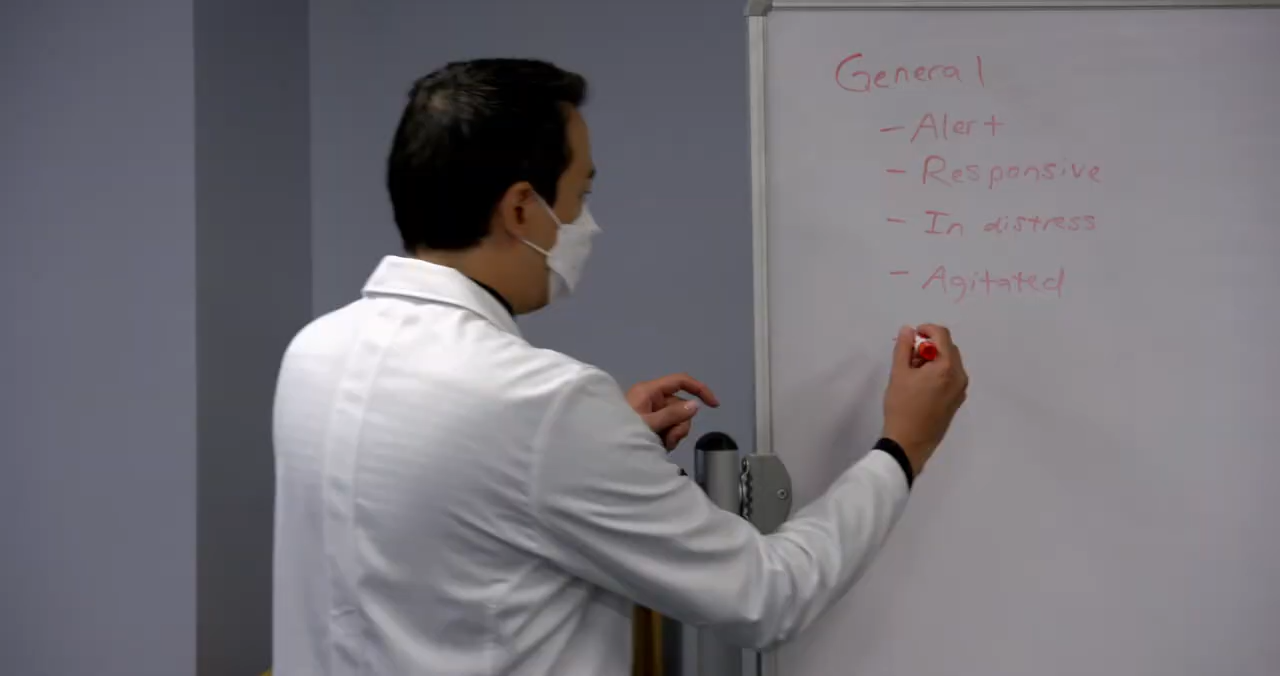 General
- Alert
- Responsive
- In distress
- Agitated